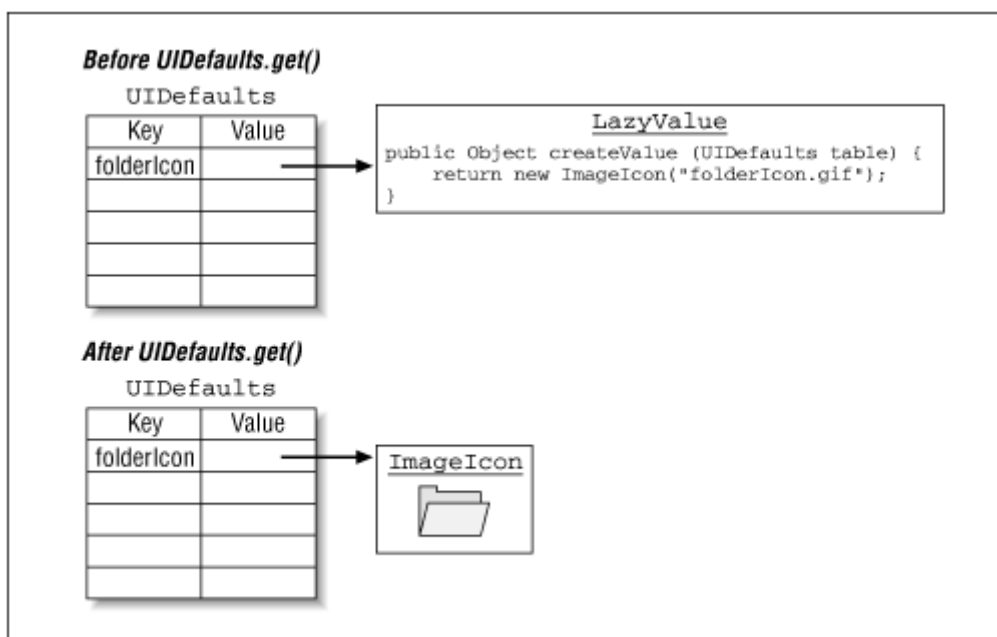 Before UIDefaults.get()
UIDefaults
Key Value
folderIcon
LazyValue
public Object createValue (UIDefaults table) {
return new ImageIcon("folderIcon.gif");
}
After UIDefaults.get()
UIDefaults
Key Value
folderIcon
ImageIcon